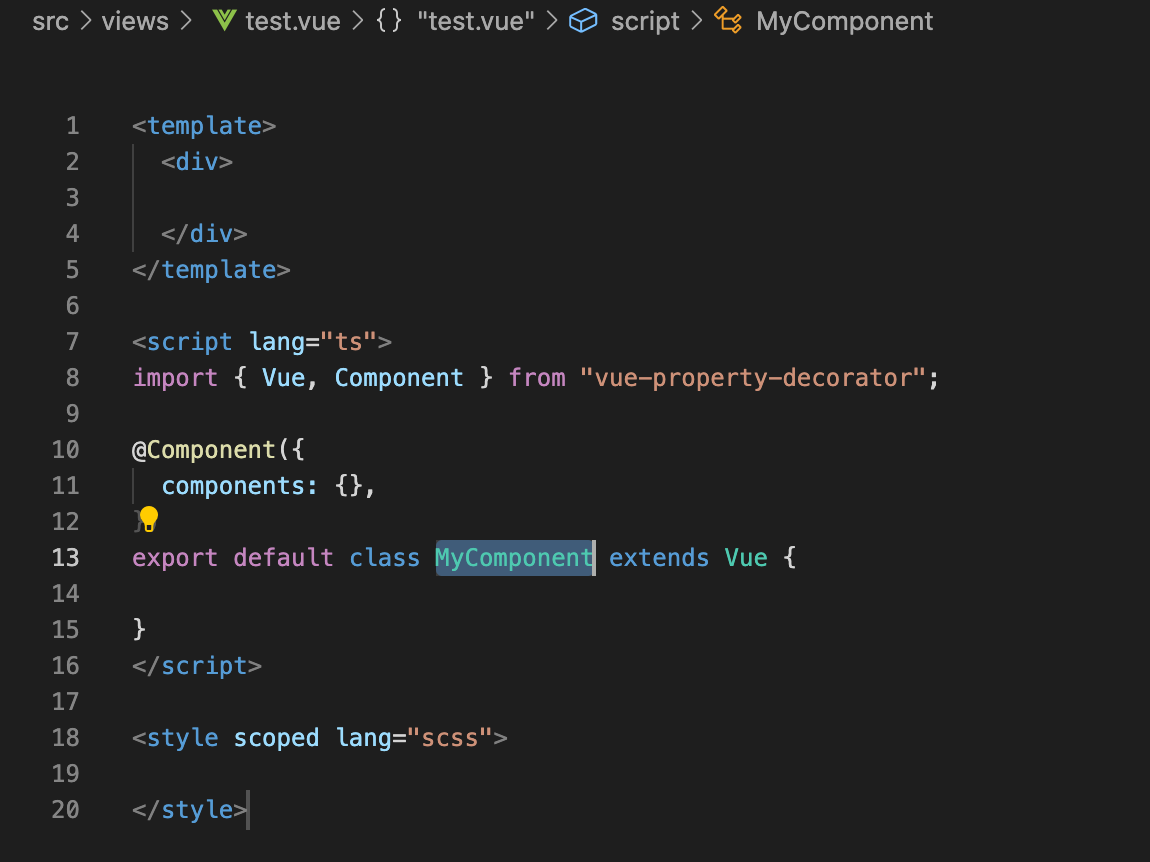 src > views > test.vue > {} "test.vue" > script > MyComponent
1 <template>
2   <div>
3
4   </div>
5 </template>
6
7 <script lang="ts">
8 import { Vue, Component } from "vue-property-decorator";
9
10 @Component({
11   components: {},
12 })
13 export default class MyComponent extends Vue {
14
15 }
16 </script>
17
18 <style scoped lang="scss">
19
20 </style>